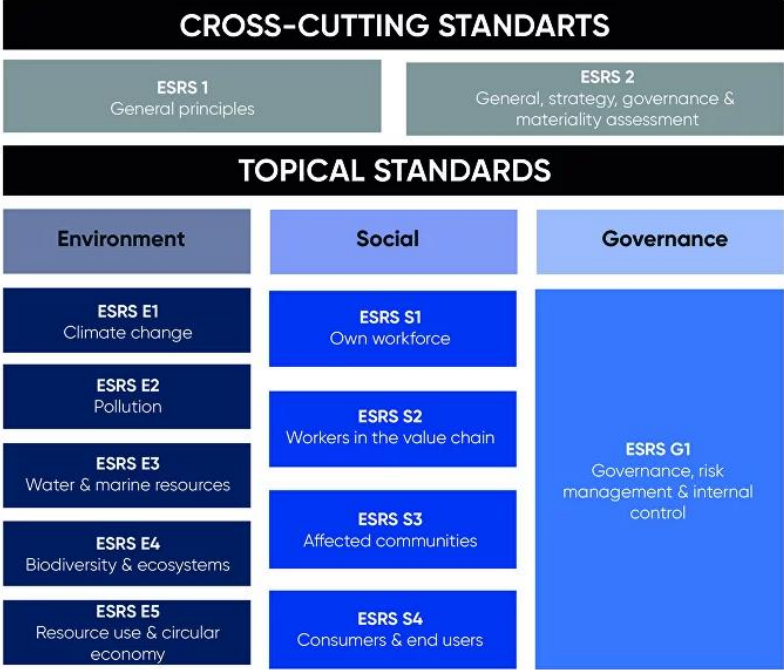 CROSS-CUTTING STANDARTS
ESRS 1
General principles
ESRS 2
General, strategy, governance &
materiality assessment
TOPICAL STANDARDS
Environment
Social
Governance
ESRS E1
Climate change
ESRS E2
Pollution
ESRS E3
Water & marine resources
ESRS E4
Biodiversity & ecosystems
ESRS E5
Resource use & circular
economy
ESRS S1
Own workforce
ESRS S2
Workers in the value chain
ESRS S3
Affected communities
ESRS S4
Consumers & end users
ESRS G1
Governance, risk
management & internal
control